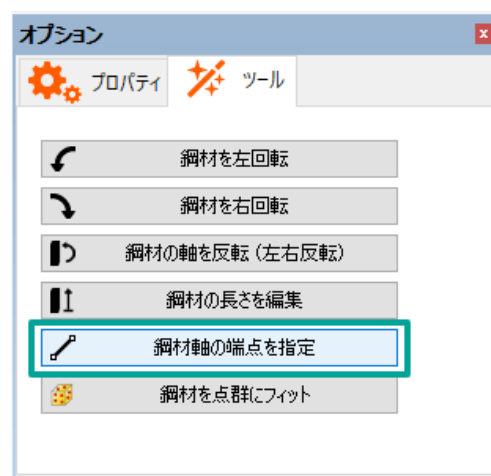 オプション
プロパティ ツール
鋼材を左回転
鋼材を右回転
鋼材の軸を反転 (左右反転)
鋼材の長さを編集
鋼材軸の端点を指定
鋼材を点群にフィット